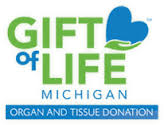 GIFT
of LIFE
MICHIGAN
ORGAN AND TISSUE DONATION